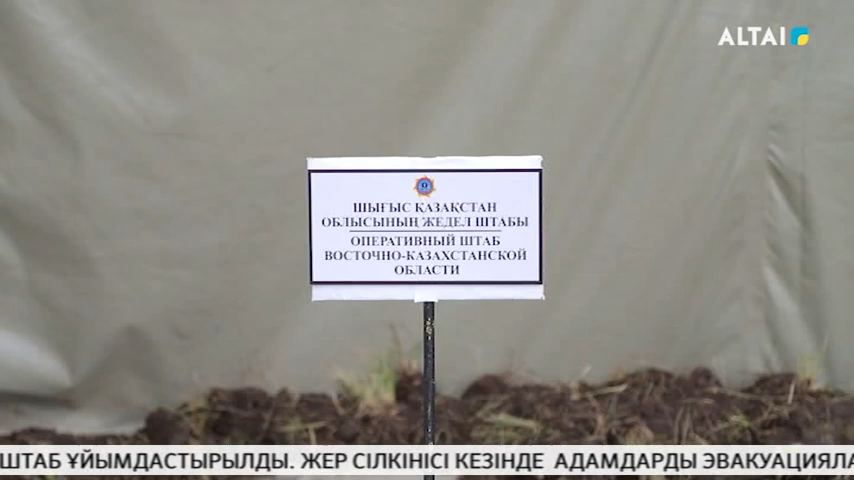 ALTAI
ШЫҒЫС ҚАЗАҚСТАН
ОБЛЫСЫНЫҢ ЖЕДЕЛ ШТАБЫ
ОПЕРАТИВНЫЙ ШТАБ
ВОСТОЧНО-КАЗАХСТАНСКОЙ
ОБЛАСТИ
ШТАБ ҰЙЫМДАСТЫРЫЛДЫ. ЖЕР СІЛКІНІСІ КЕЗІНДЕ АДАМДАРДЫ ЭВАКУАЦИЯЛА